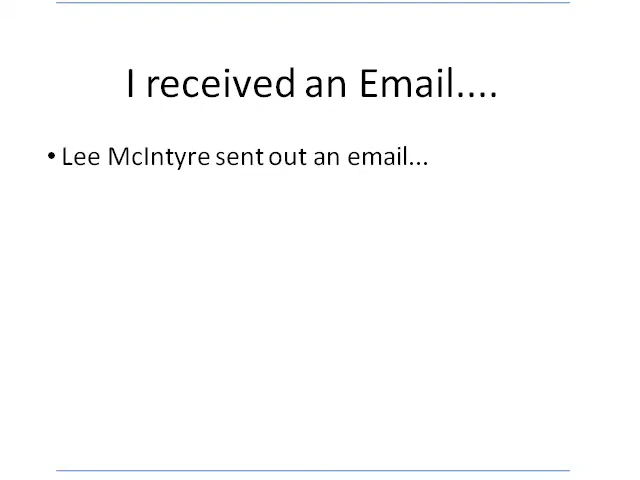 I received an Email....
• Lee McIntyre sent out an email...